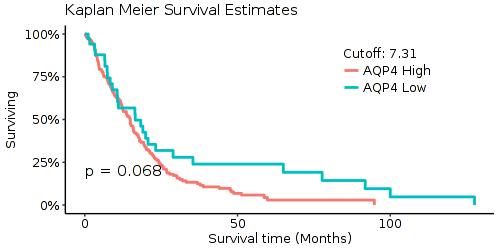 Kaplan Meier Survival Estimates
100%
75%
50%
25%
0%
Surviving
Cutoff: 7.31
AQP4 High
AQP4 Low
p = 0.068
0
50
100
Survival time (Months)